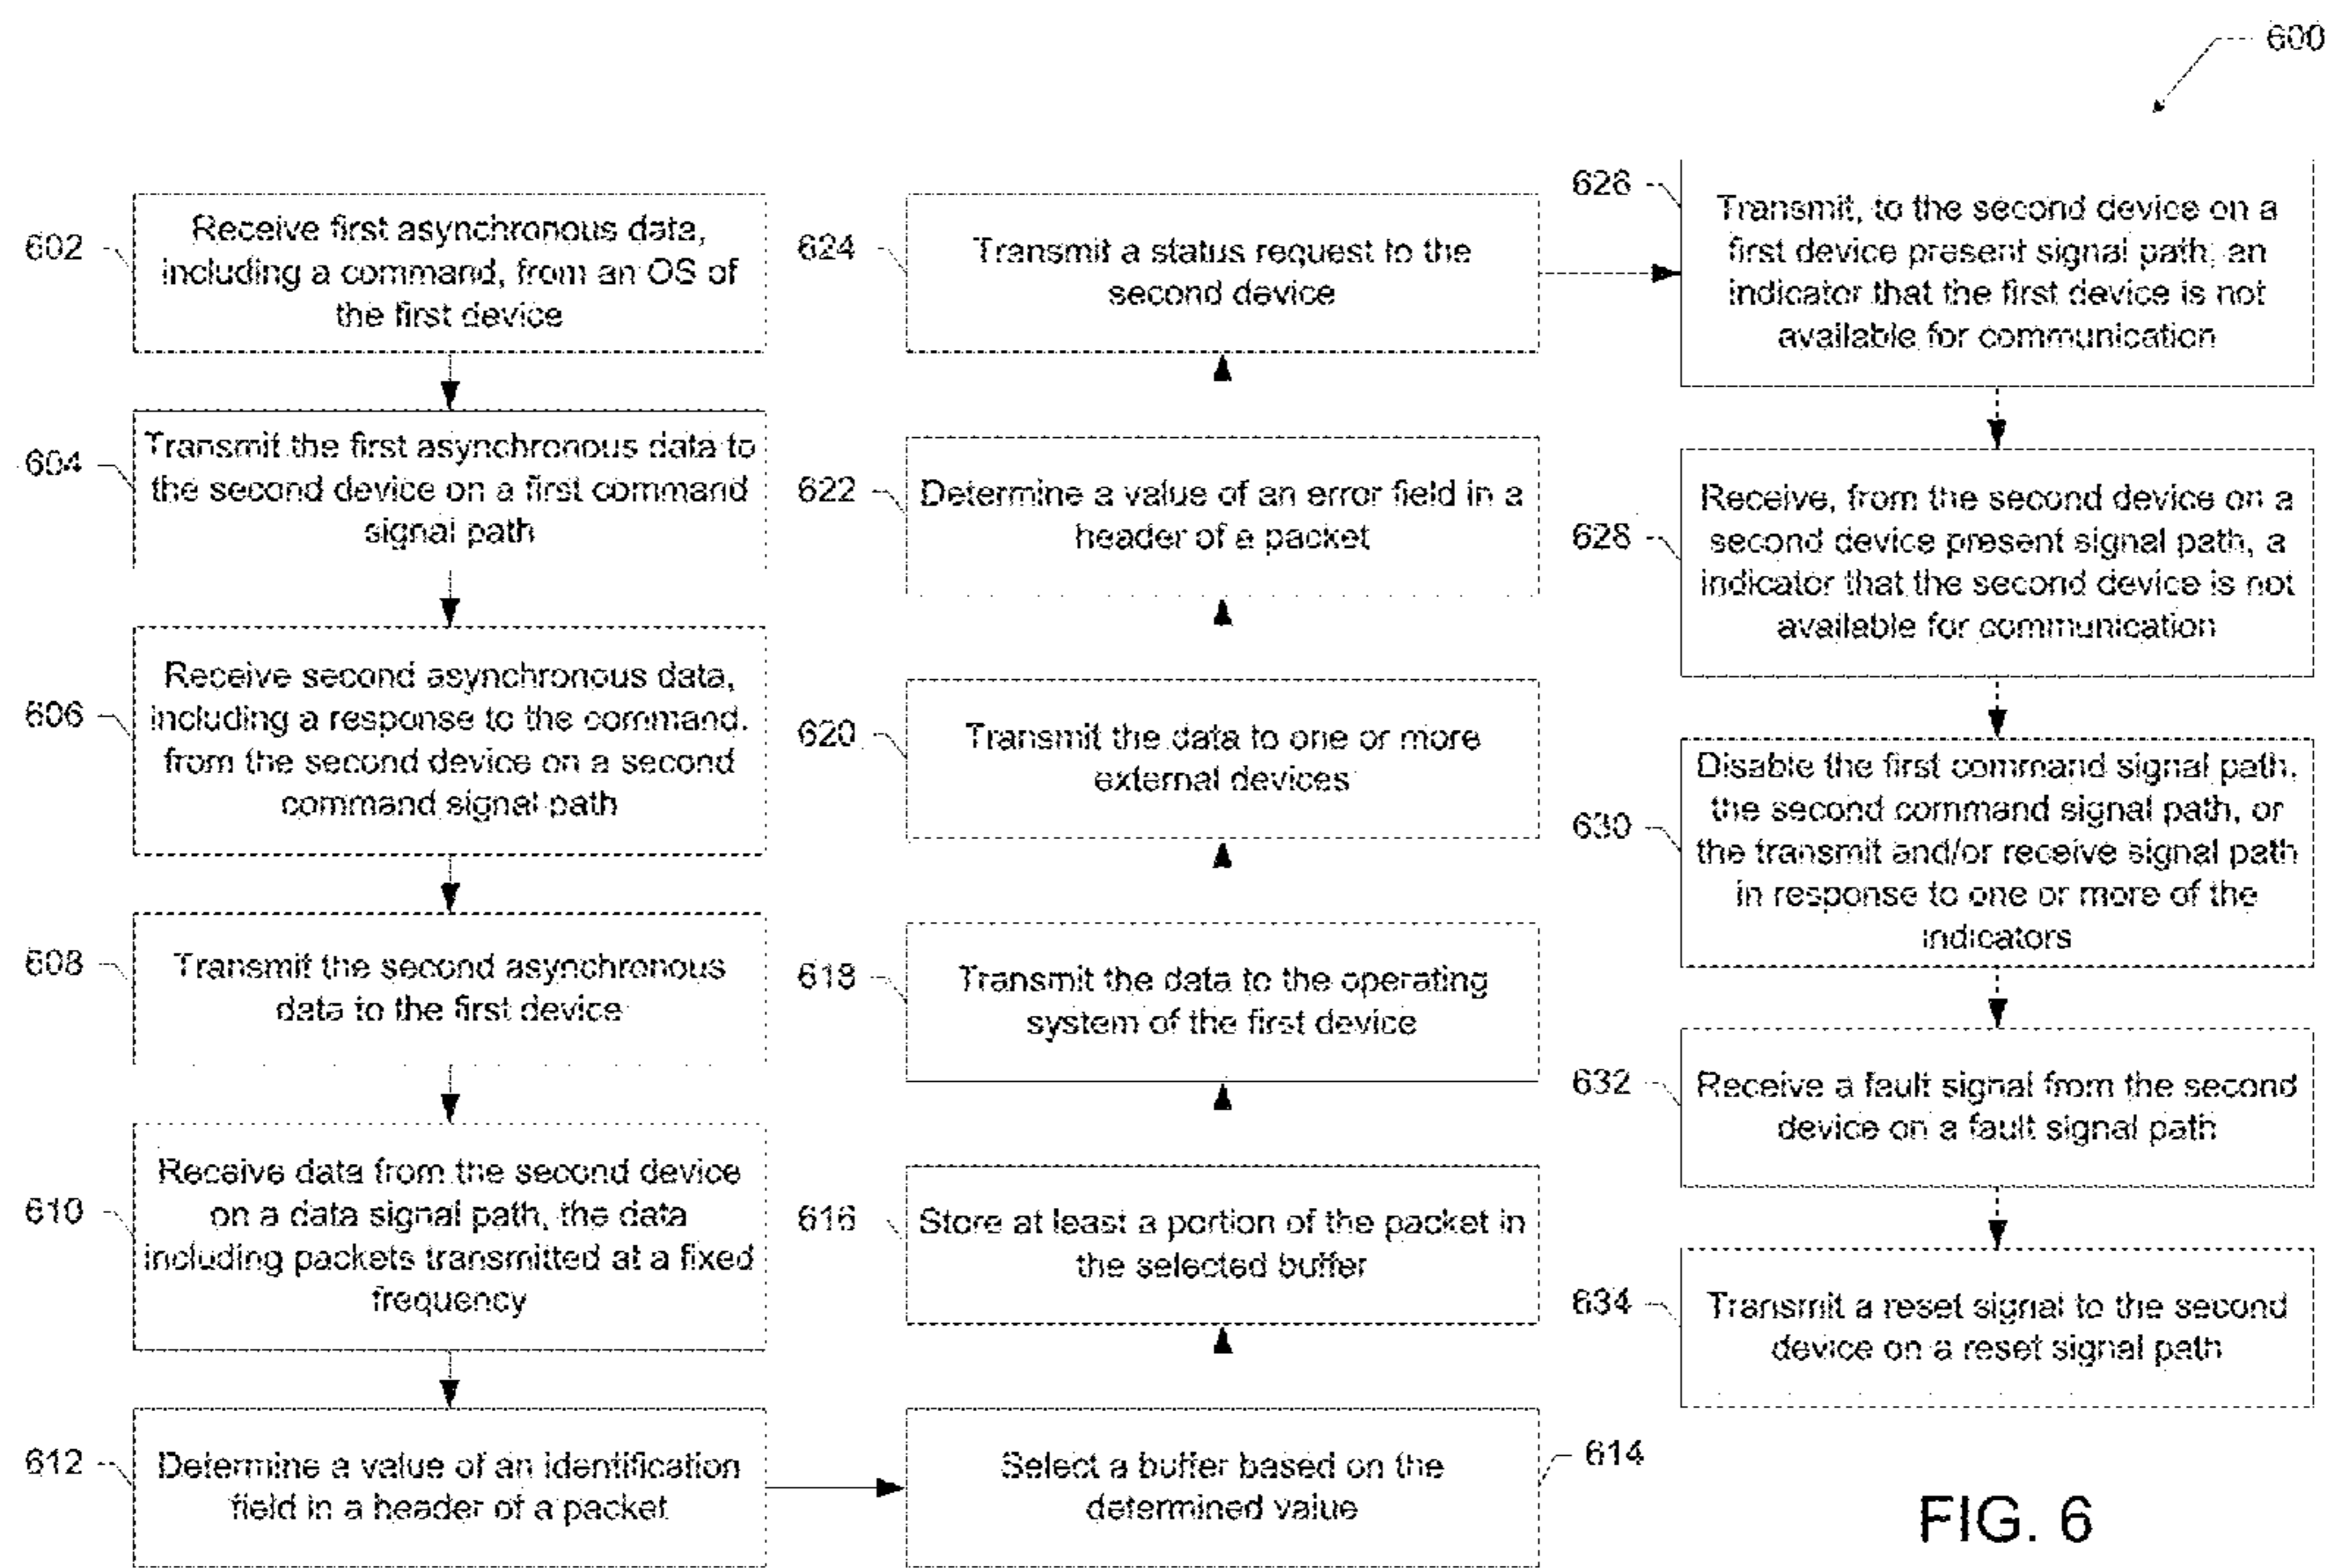 600
602
Receive first asynchronous data,
including a command, from an OS of
the first device
604
Transmit the first asynchronous data to
the second device on a first command
signal path
606
Receive second asynchronous data,
including a response to the command,
from the second device on a second
command signal path
608
Transmit the second asynchronous
data to the first device
610
Receive data from the second device
on a data signal path, the data
including packets transmitted at a fixed
frequency
612
Determine a value of an identification
field in a header of a packet
614
Select a buffer based on the
determined value
616
Store at least a portion of the packet in
the selected buffer
618
Transmit the data to the operating
system of the first device
620
Transmit the data to one or more
external devices
622
Determine a value of an error field in a
header of a packet
624
Transmit a status request to the
second device
626
Transmit, to the second device on a
first device present signal path, an
indicator that the first device is not
available for communication
628
Receive, from the second device on a
second device present signal path, a
indicator that the second device is not
available for communication
630
Disable the first command signal path,
the second command signal path, or
the transmit and/or receive signal path
in response to one or more of the
indicators
632
Receive a fault signal from the second
device on a fault signal path
634
Transmit a reset signal to the second
device on a reset signal path
FIG. 6